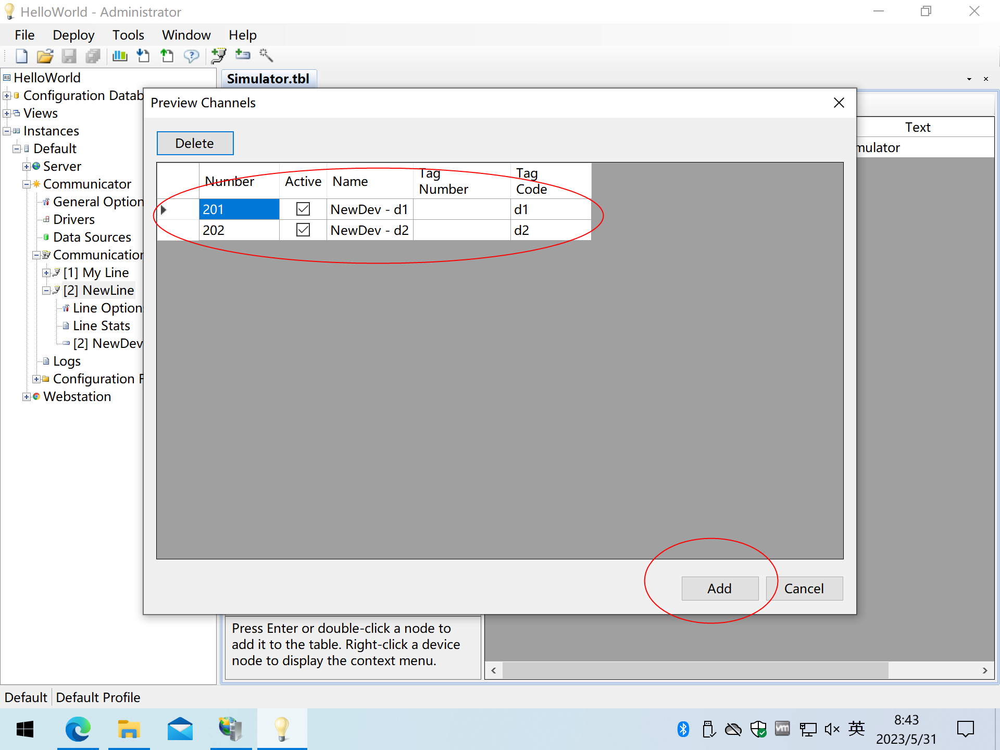 HelloWorld - Administrator
File Deploy Tools Window Help
HelloWorld
Configuration Datab
Views
Instances
Default
Server
Communicator
General Option
Drivers
Data Sources
Communication
[1] My Line
[2] NewLine
Line Option
Line Stats
[2] NewDev
Logs
Configuration F
Webstation
Simulator.tbl
Text
mulator
Preview Channels
Delete
Number Active Name Tag Number Tag Code
201 NewDev - d1 d1
202 NewDev - d2 d2
Add Cancel
Press Enter or double-click a node to
add it to the table. Right-click a device
node to display the context menu.
Default Default Profile
英
8:43
2023/5/31